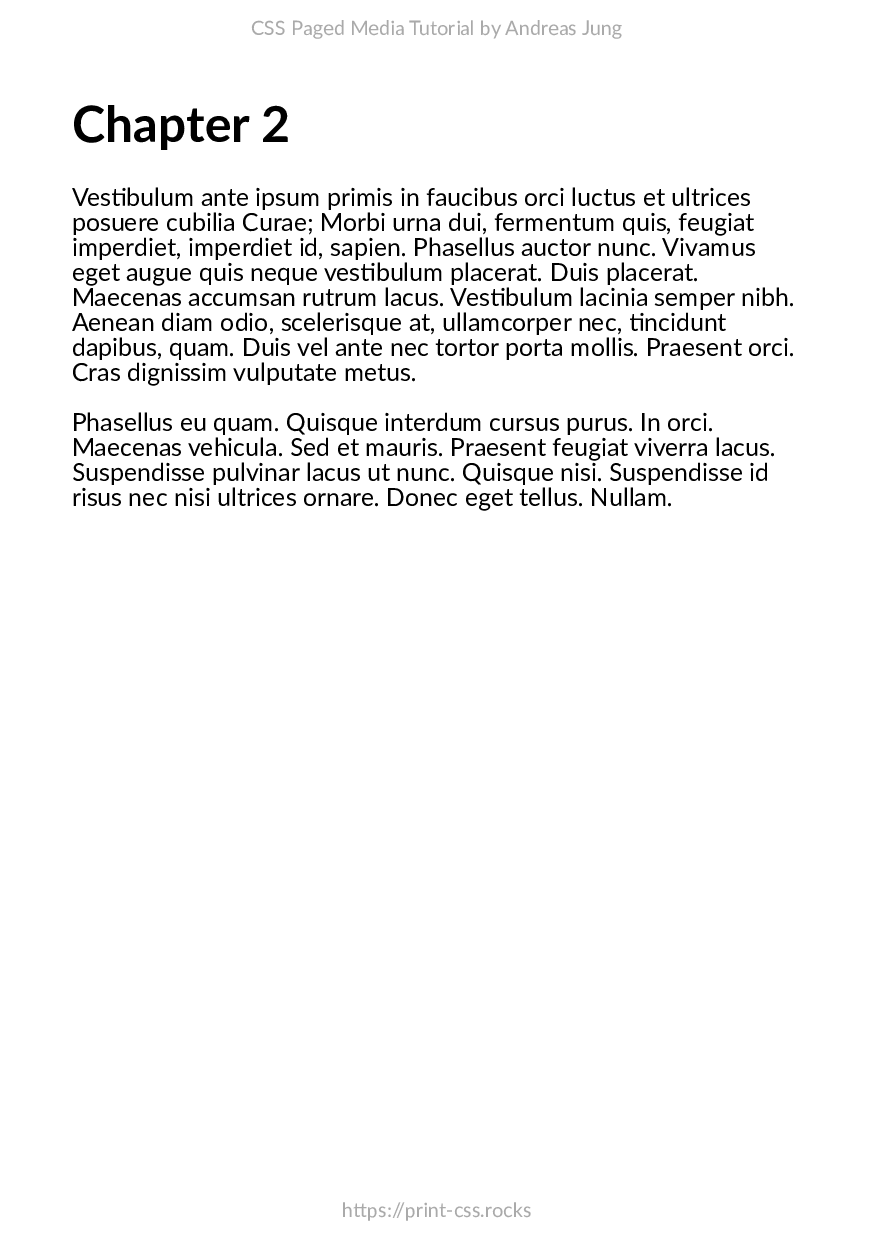 CSS Paged Media Tutorial by Andreas Jung
Chapter 2
Vestibulum ante ipsum primis in faucibus orci luctus et ultrices
posuere cubilia Curae; Morbi urna dui, fermentum quis, feugiat
imperdiet, imperdiet id, sapien. Phasellus auctor nunc. Vivamus
eget augue quis neque vestibulum placerat. Duis placerat.
Maecenas accumsan rutrum lacus. Vestibulum lacinia semper nibh.
Aenean diam odio, scelerisque at, ullamcorper nec, tincidunt
dapibus, quam. Duis vel ante nec tortor porta mollis. Praesent orci.
Cras dignissim vulputate metus.
Phasellus eu quam. Quisque interdum cursus purus. In orci.
Maecenas vehicula. Sed et mauris. Praesent feugiat viverra lacus.
Suspendisse pulvinar lacus ut nunc. Quisque nisi. Suspendisse id
risus nec nisi ultrices ornare. Donec eget tellus. Nullam.
https://print-css.rocks